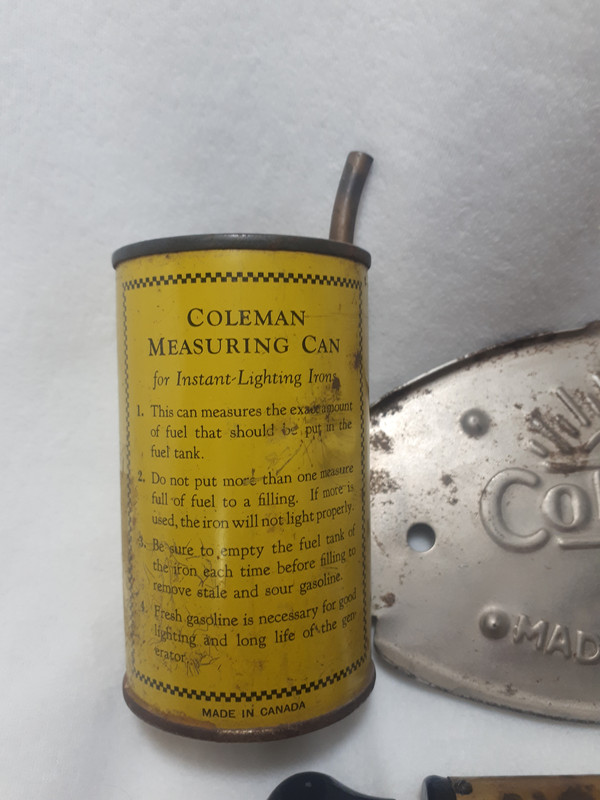 COLEMAN
MEASURING CAN
for Instant-Lighting Irons
1. This can measures the exact amount
of fuel that should be put in the
fuel tank.
2. Do not put more than one measure
full of fuel to a filling. If more is
used, the iron will not light properly.
3. Be sure to empty the fuel tank of
the iron each time before filling to
remove stale and sour gasoline.
4. Fresh gasoline is necessary for good
lighting and long life of the gen-
erator.
MADE IN CANADA